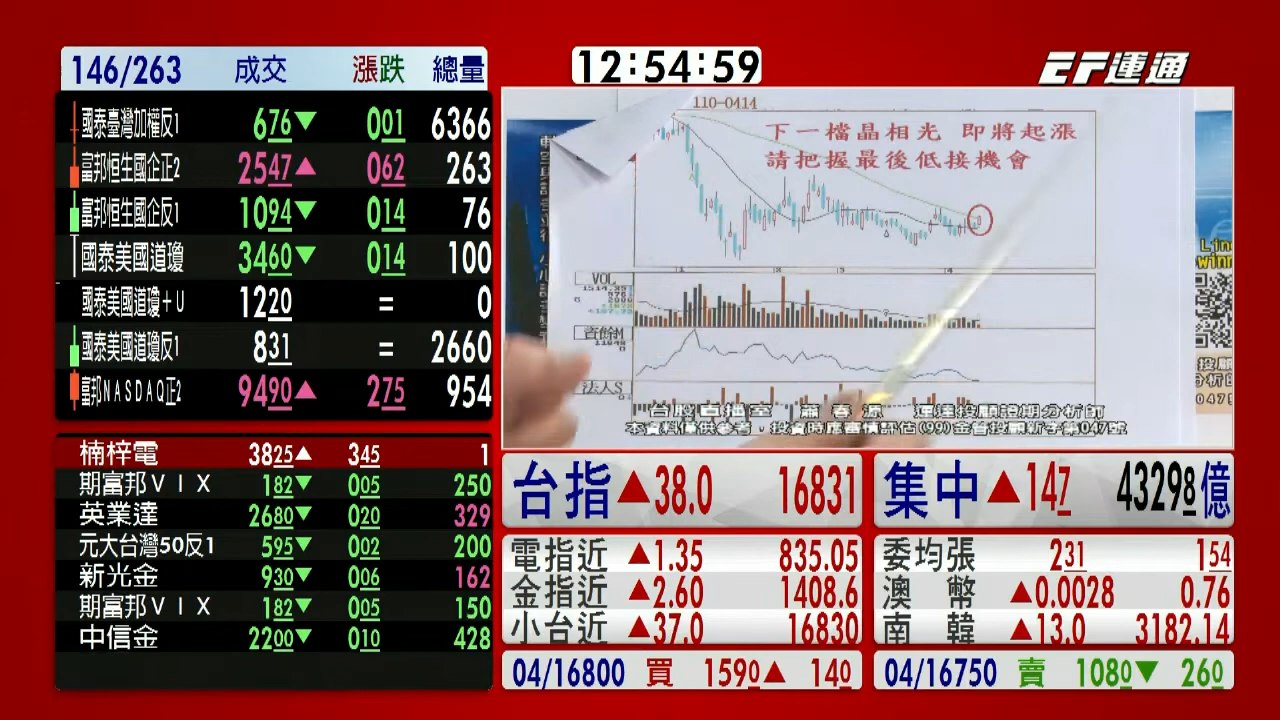 146/263 成交 漲跌 總量
國泰臺灣加權反1 676▼ 001 6366
富邦恒生國企正2 2547▲ 062 263
富邦恒生國企反1 1094▼ 014 76
國泰美國道瓊 3460▼ 014 100
國泰美國道瓊+U 1220 = 0
國泰美國道瓊反1 831 = 2660
富邦NASDAQ正2 9490▲ 275 954
楠梓電 3825▲ 345 1
期富邦VIX 182▼ 005 250
英業達 2680▼ 020 329
元大台灣50反1 595▼ 002 200
新光金 930▼ 006 162
期富邦VIX 182▼ 005 150
中信金 2200▼ 010 428
12:54:59
EF運通
110-0414
下一檔晶相光 即將起漲
請把握最後低接機會
VOL
資餘M
法人S
台股直播室 蕭春源 運達投顧證期分析師
本資料僅供參考,投資時應審慎評估(99)金管投顧新字第047號
台指▲38.0 16831
電指近 ▲1.35 835.05
金指近 ▲2.60 1408.6
小台近 ▲37.0 16830
04/16800 買 1590▲ 140
集中▲147 43298億
委均張 231 154
澳幣 ▲0.0028 0.76
南韓 ▲13.0 3182.14
04/16750 賣 1080▼ 260